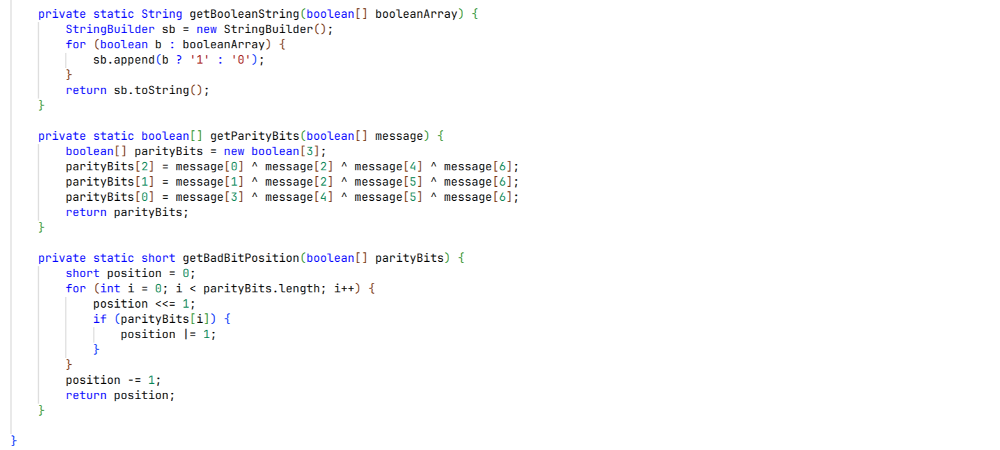 private static String getBooleanString(boolean[] booleanArray) {
StringBuilder sb = new StringBuilder();
for (boolean b : booleanArray) {
sb.append(b ? '1' : '0');
}
return sb.toString();
}
private static boolean[] getParityBits(boolean[] message) {
boolean[] parityBits = new boolean[3];
parityBits[2] = message[0] ^ message[2] ^ message[4] ^ message[6];
parityBits[1] = message[1] ^ message[2] ^ message[5] ^ message[6];
parityBits[0] = message[3] ^ message[4] ^ message[5] ^ message[6];
return parityBits;
}
private static short getBadBitPosition(boolean[] parityBits) {
short position = 0;
for (int i = 0; i < parityBits.length; i++) {
position <<= 1;
if (parityBits[i]) {
position |= 1;
}
}
position -= 1;
return position;
}
}